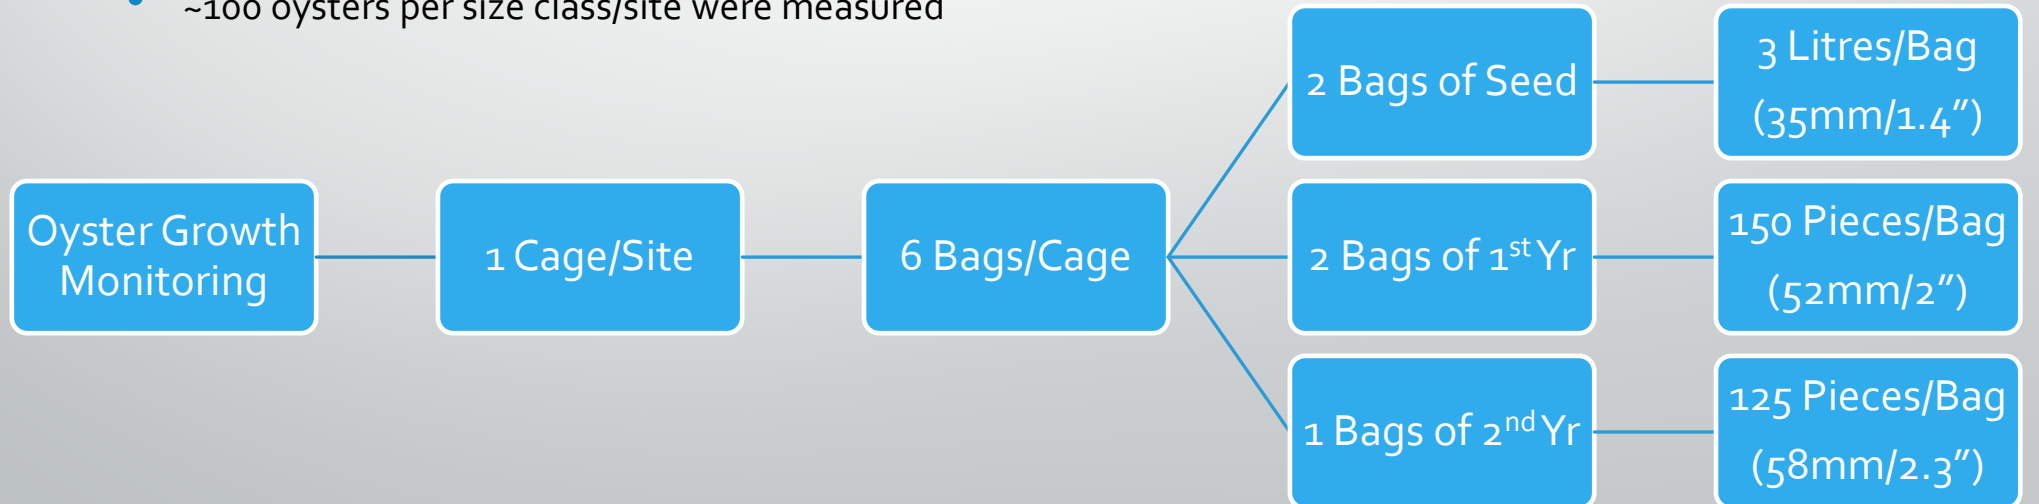 ~100 oysters per size class/site were measured
Oyster Growth
Monitoring
1 Cage/Site
6 Bags/Cage
2 Bags of Seed
3 Litres/Bag
(35mm/1.4”)
2 Bags of 1st Yr
150 Pieces/Bag
(52mm/2”)
1 Bags of 2nd Yr
125 Pieces/Bag
(58mm/2.3”)